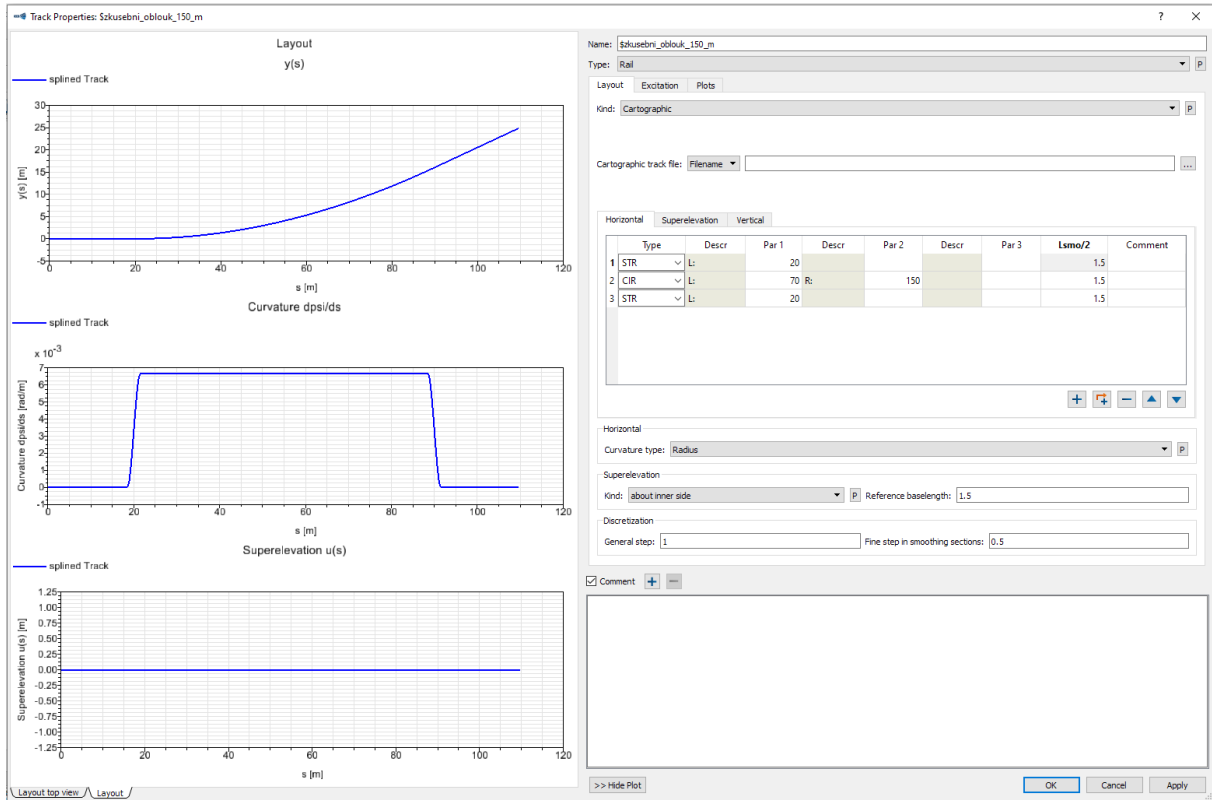 Track Properties: $zkusebni_oblouk_150_m
? ×
Layout
y(s)
splined Track
30
25
20
15
10
5
0
-5
y(s) [m]
0 20 40 60 80 100 120
s [m]
Curvature dpsi/ds
splined Track
x 10-3
7
6
5
4
3
2
1
0
-1
Curvature dpsi/ds [rad/m]
0 20 40 60 80 100 120
s [m]
Superelevation u(s)
splined Track
1.25
1.00
0.75
0.50
0.25
0.00
-0.25
-0.50
-0.75
-1.00
-1.25
Superelevation u(s) [m]
0 20 40 60 80 100 120
s [m]
Layout top view Layout
Name: $zkusebni_oblouk_150_m
Type: Rail P
Layout Excitation Plots
Kind: Cartographic P
Cartographic track file: Filename ...
Horizontal Superelevation Vertical
Type Descr Par 1 Descr Par 2 Descr Par 3 Lsmo/2 Comment
1 STR L: 20 1.5
2 CIR L: 70 R: 150 1.5
3 STR L: 20 1.5
Horizontal
Curvature type: Radius P
Superelevation
Kind: about inner side P Reference baselength: 1.5
Discretization
General step: 1 Fine step in smoothing sections: 0.5
Comment
>> Hide Plot OK Cancel Apply